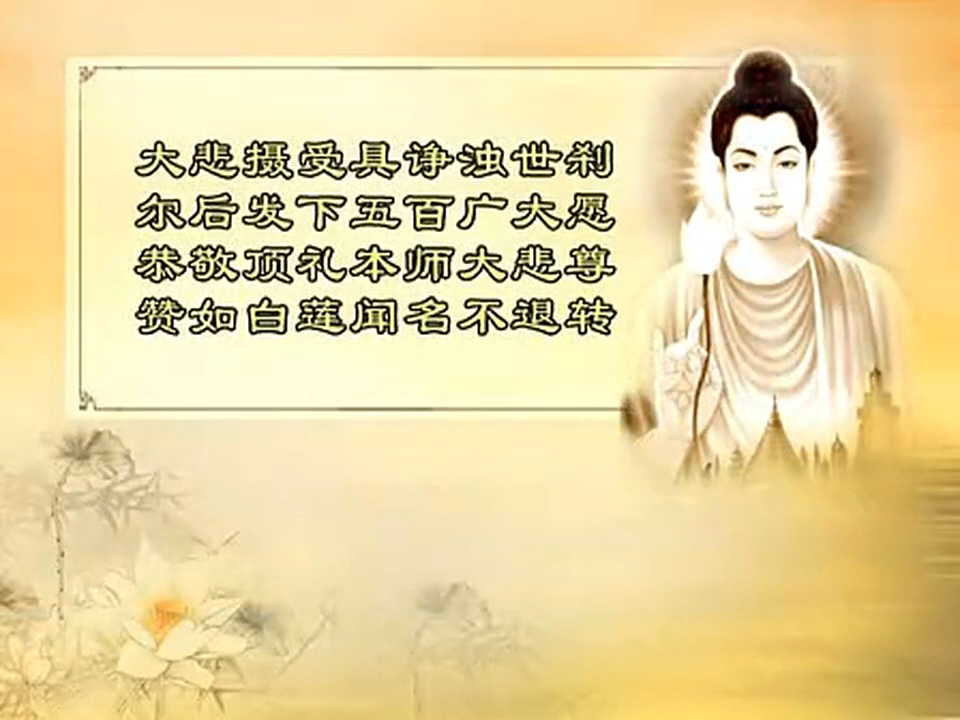 大悲摄受具诤浊世刹
尔后发下五百广大愿
恭敬顶礼本师大悲尊
赞如白莲闻名不退转